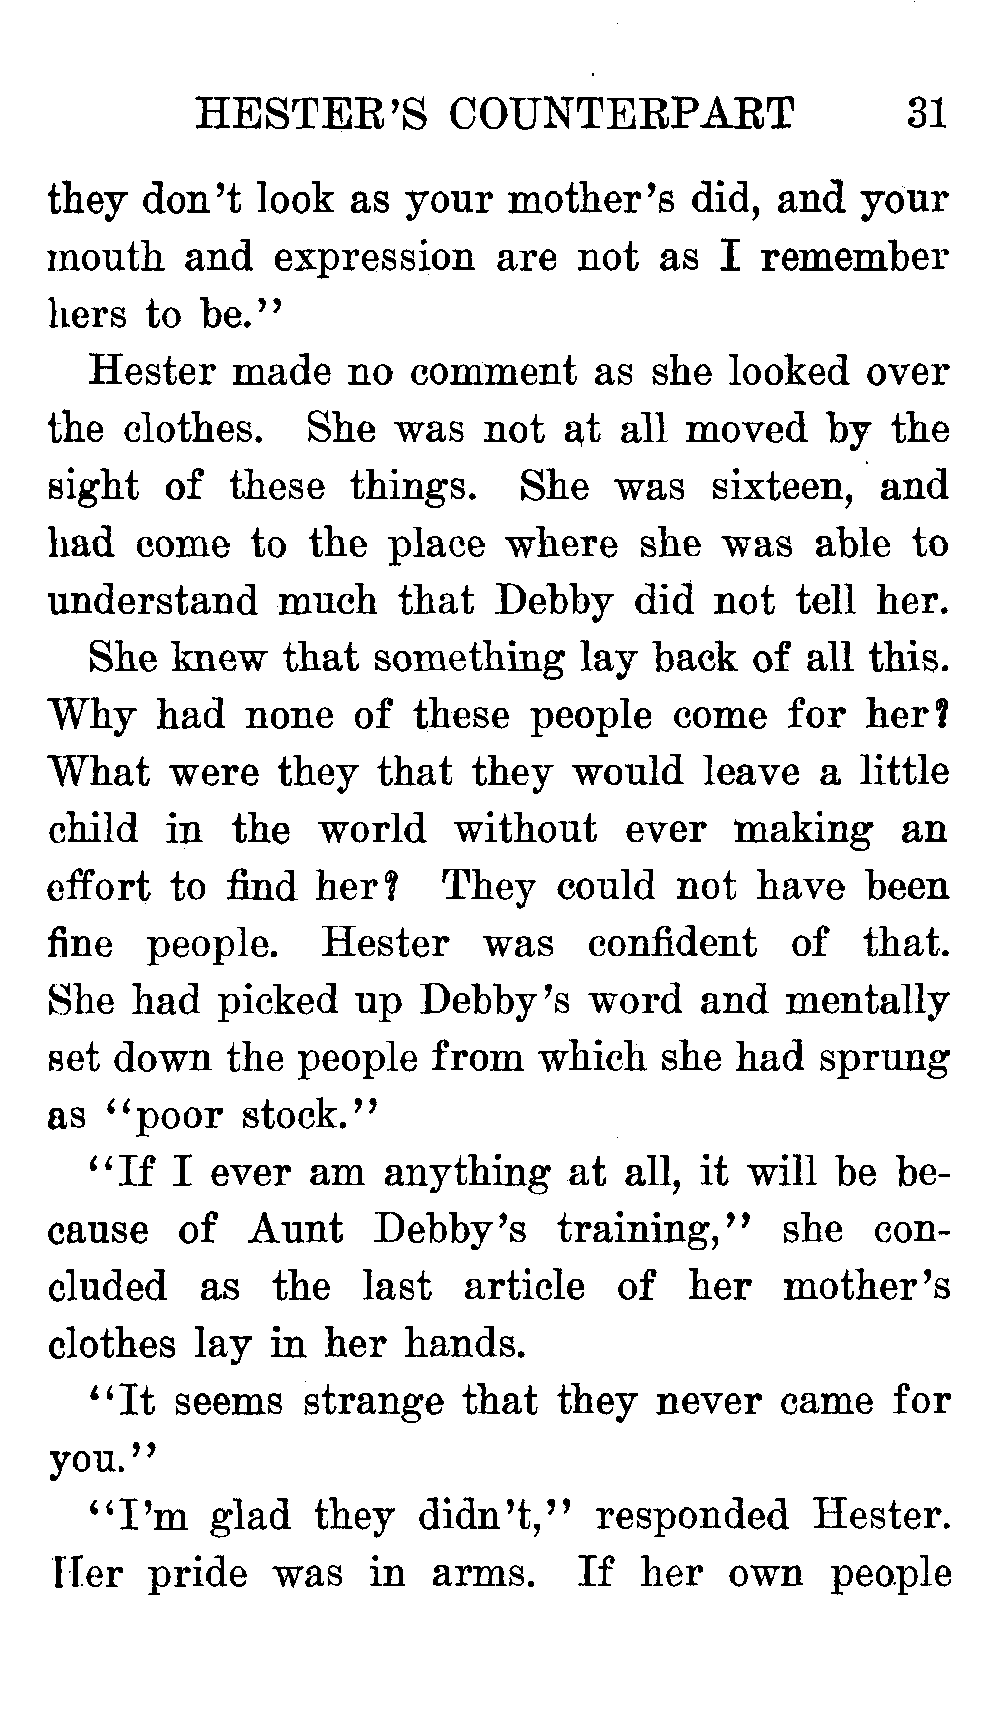 HESTER'S COUNTERPART 31
they don't look as your mother's did, and your
mouth and expression are not as I remember
hers to be."
Hester made no comment as she looked over
the clothes. She was not at all moved by the
sight of these things. She was sixteen, and
had come to the place where she was able to
understand much that Debby did not tell her.
She knew that something lay back of all this.
Why had none of these people come for her?
What were they that they would leave a little
child in the world without ever making an
effort to find her? They could not have been
fine people. Hester was confident of that.
She had picked up Debby's word and mentally
set down the people from which she had sprung
as "poor stock."
"If I ever am anything at all, it will be be-
cause of Aunt Debby's training," she con-
cluded as the last article of her mother's
clothes lay in her hands.
"It seems strange that they never came for
you."
"I'm glad they didn't," responded Hester.
Her pride was in arms. If her own people